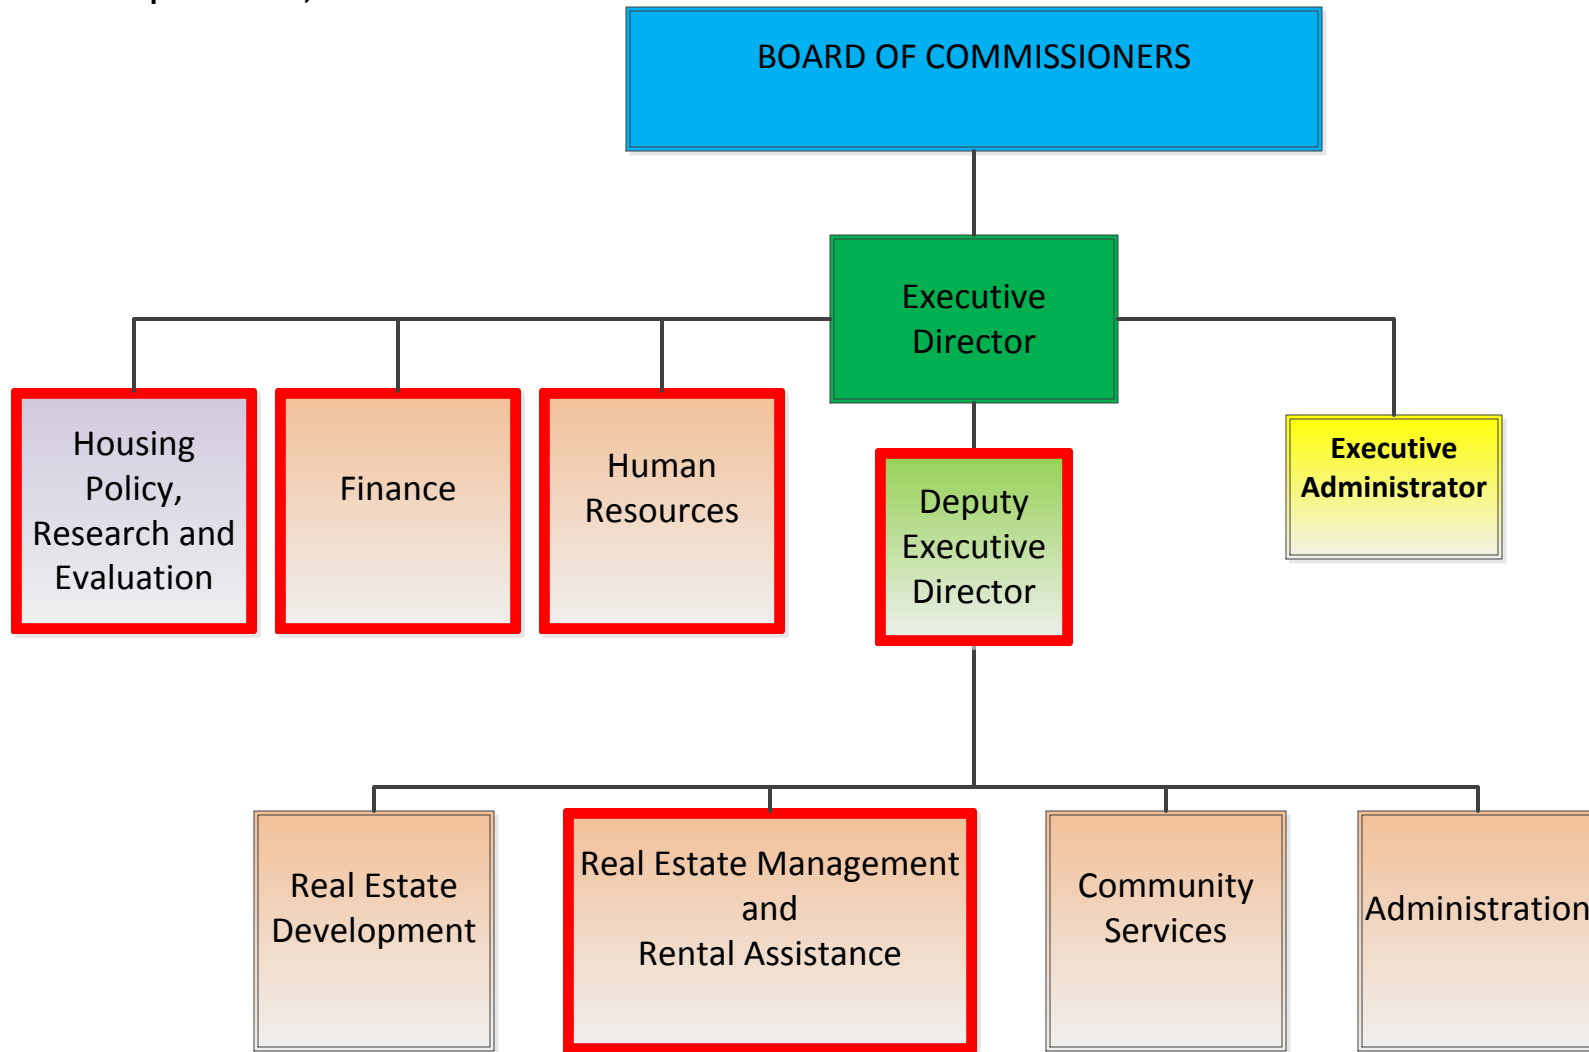 BOARD OF COMMISSIONERS
Executive
Director
Housing
Policy,
Research and
Evaluation
Finance
Human
Resources
Deputy
Executive
Director
Executive
Administrator
Real Estate
Development
Real Estate Management
and
Rental Assistance
Community
Services
Administration